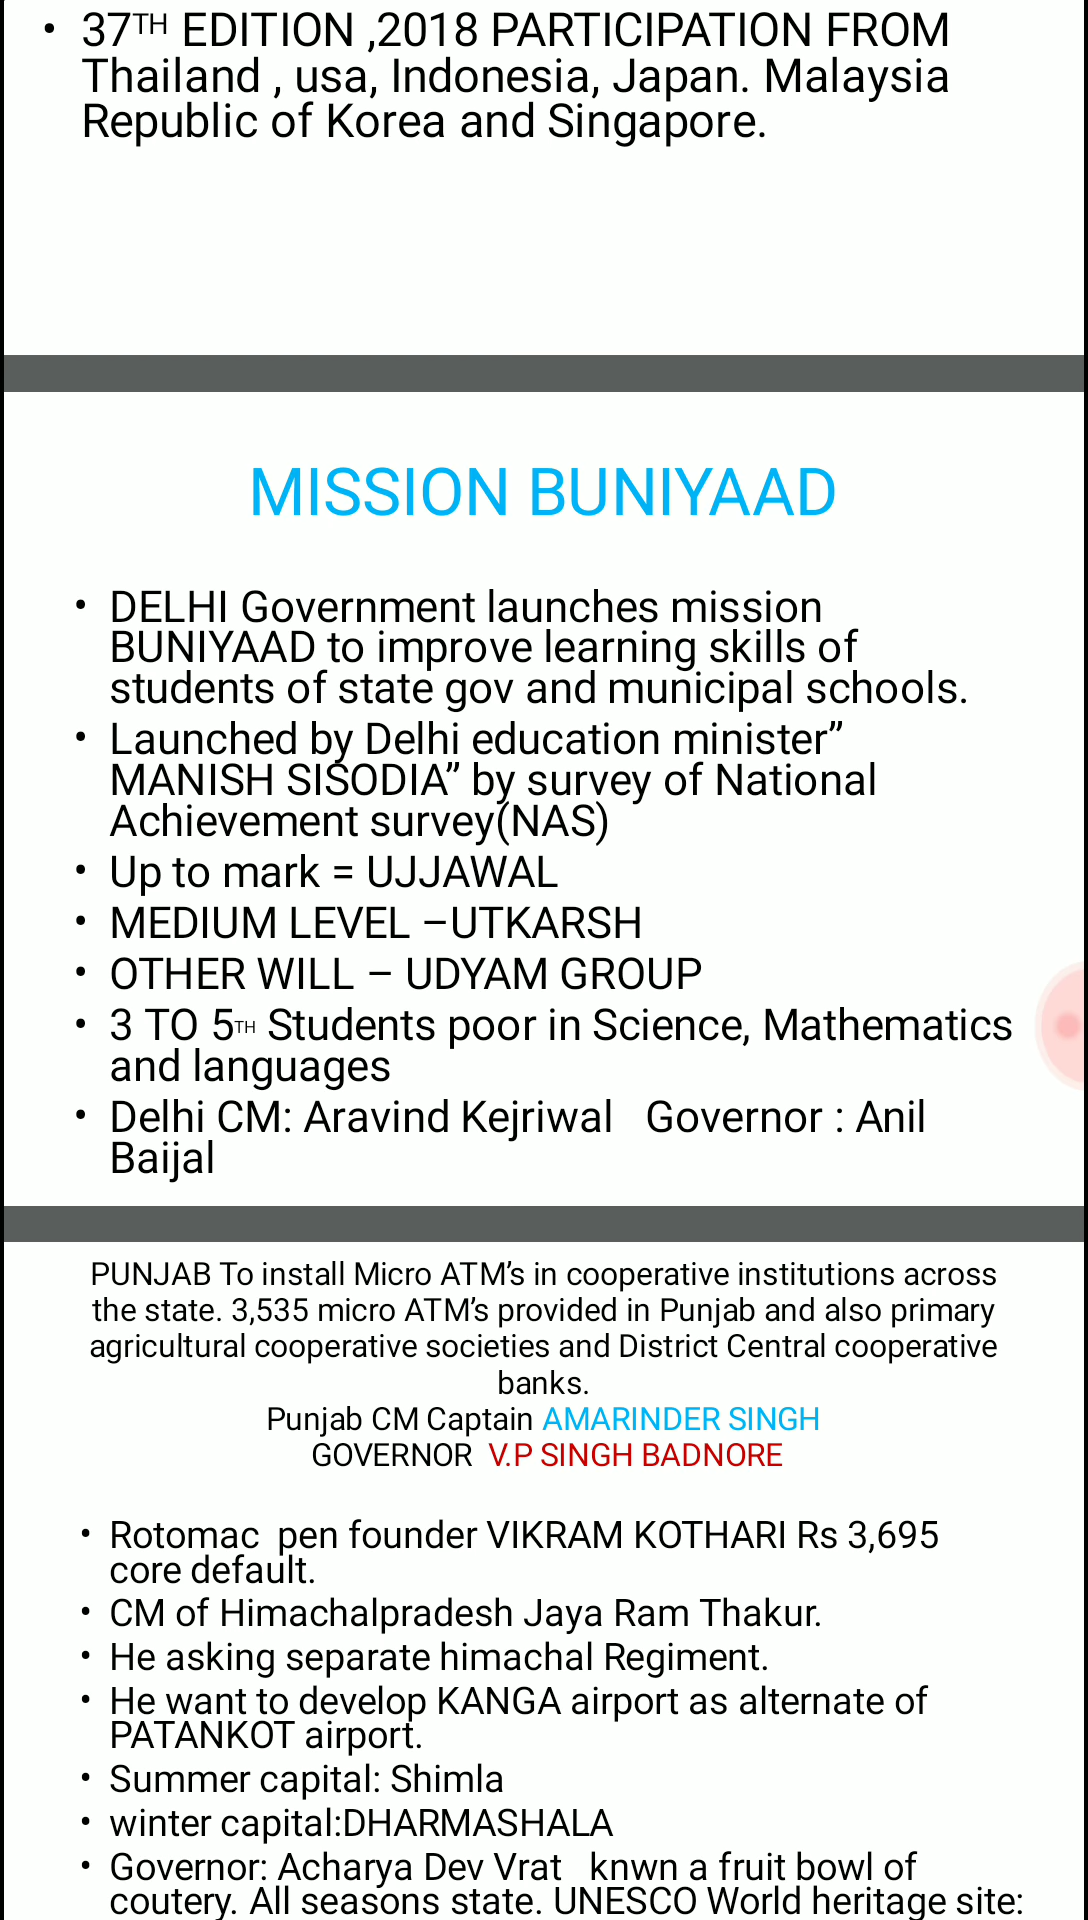 • 37TH EDITION ,2018 PARTICIPATION FROM
Thailand , usa, Indonesia, Japan. Malaysia
Republic of Korea and Singapore.
MISSION BUNIYAAD
• DELHI Government launches mission
BUNIYAAD to improve learning skills of
students of state gov and municipal schools.
• Launched by Delhi education minister”
MANISH SISODIA” by survey of National
Achievement survey(NAS)
• Up to mark = UJJAWAL
• MEDIUM LEVEL –UTKARSH
• OTHER WILL – UDYAM GROUP
• 3 TO 5TH Students poor in Science, Mathematics
and languages
• Delhi CM: Aravind Kejriwal   Governor : Anil
Baijal
PUNJAB To install Micro ATM’s in cooperative institutions across
the state. 3,535 micro ATM’s provided in Punjab and also primary
agricultural cooperative societies and District Central cooperative
banks.
Punjab CM Captain AMARINDER SINGH
GOVERNOR  V.P SINGH BADNORE
• Rotomac  pen founder VIKRAM KOTHARI Rs 3,695
core default.
• CM of Himachalpradesh Jaya Ram Thakur.
• He asking separate himachal Regiment.
• He want to develop KANGA airport as alternate of
PATANKOT airport.
• Summer capital: Shimla
• winter capital:DHARMASHALA
• Governor: Acharya Dev Vrat   knwn a fruit bowl of
coutery. All seasons state. UNESCO World heritage site: